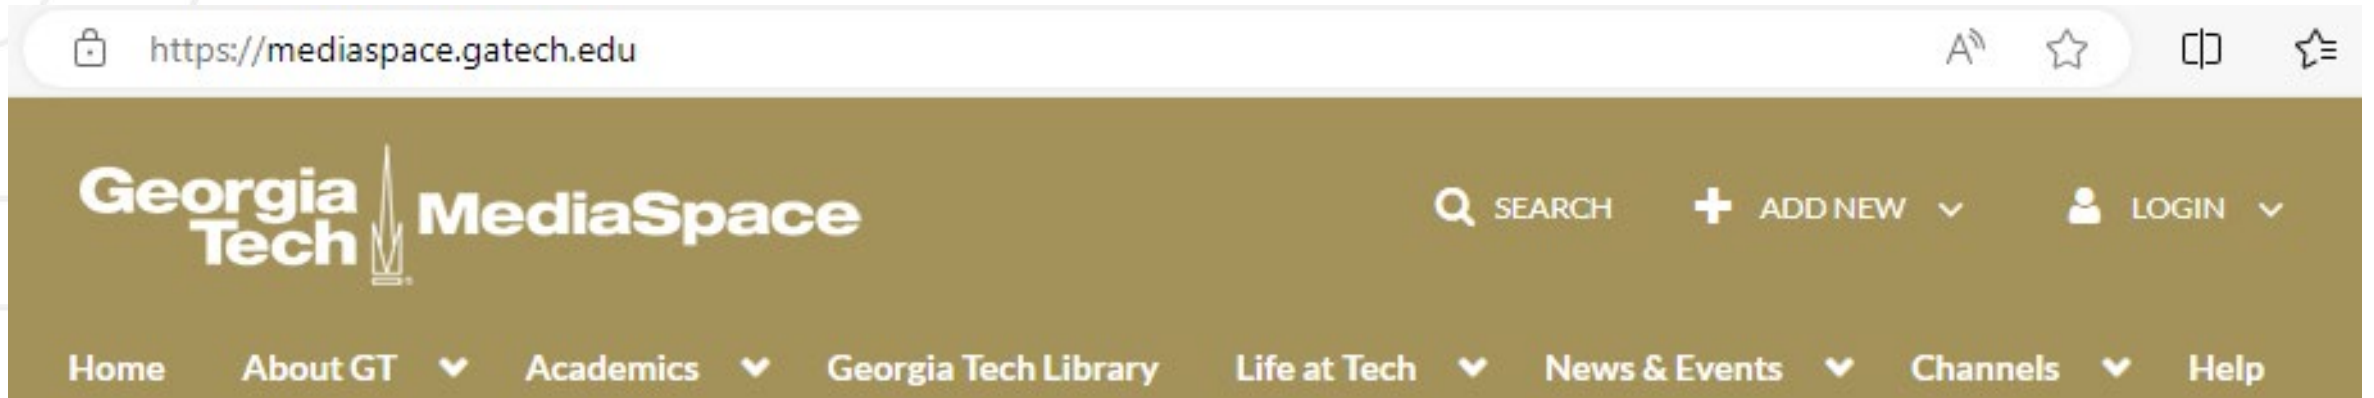 https://mediaspace.gatech.edu
Georgia
Tech
MediaSpace
SEARCH
ADD NEW
LOGIN
Home About GT Academics Georgia Tech Library Life at Tech News & Events Channels Help